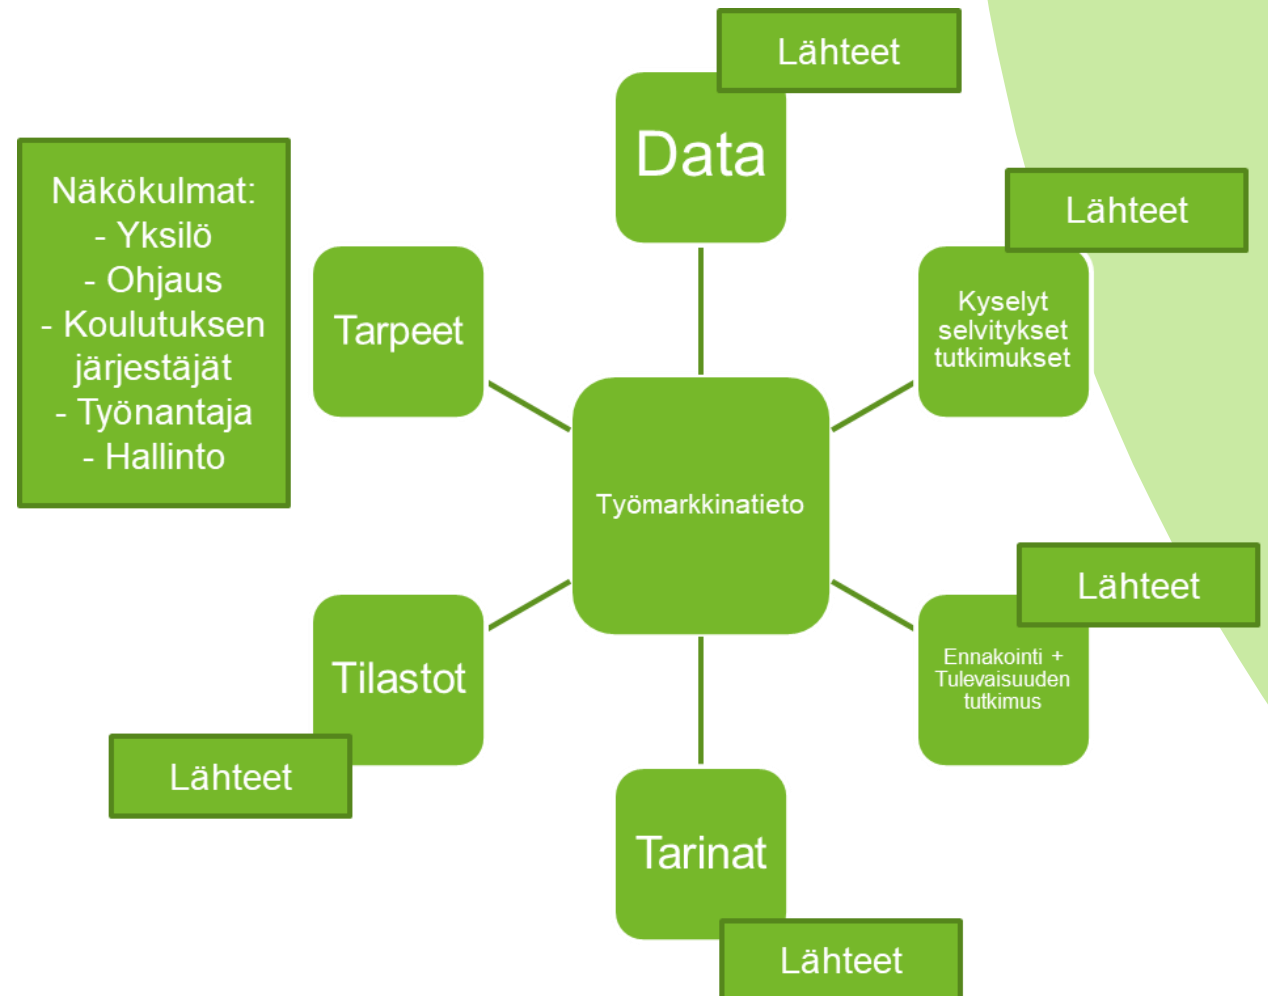 Lähteet
Data
Näkökulmat:
- Yksilö
- Ohjaus
- Koulutuksen
järjestäjät
- Työnantaja
- Hallinto
Lähteet
Tarpeet
Kyselyt
selvitykset
tutkimukset
Työmarkkinatieto
Lähteet
Tilastot
Ennakointi +
Tulevaisuuden
tutkimus
Lähteet
Tarinat
Lähteet